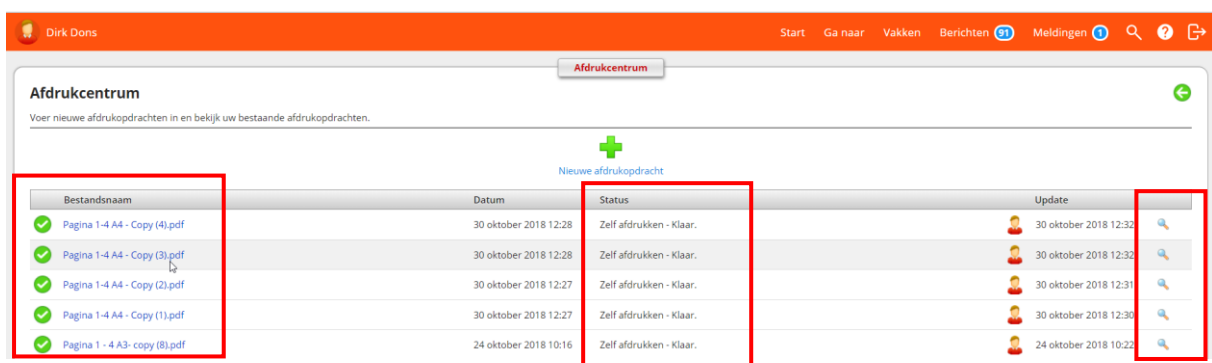 Dirk Dons Start Ga naar Vakken Berichten 91 Meldingen 1 ?
Afdrukcentrum
Afdrukcentrum
Voer nieuwe afdrukopdrachten in en bekijk uw bestaande afdrukopdrachten.
Nieuwe afdrukopdracht
Bestandsnaam Datum Status Update
Pagina 1-4 A4 - Copy (4).pdf 30 oktober 2018 12:28 Zelf afdrukken - Klaar. 30 oktober 2018 12:32
Pagina 1-4 A4 - Copy (3).pdf 30 oktober 2018 12:28 Zelf afdrukken - Klaar. 30 oktober 2018 12:32
Pagina 1-4 A4 - Copy (2).pdf 30 oktober 2018 12:27 Zelf afdrukken - Klaar. 30 oktober 2018 12:31
Pagina 1-4 A4 - Copy (1).pdf 30 oktober 2018 12:27 Zelf afdrukken - Klaar. 30 oktober 2018 12:30
Pagina 1 - 4 A3- copy (8).pdf 24 oktober 2018 10:16 Zelf afdrukken - Klaar. 24 oktober 2018 10:22